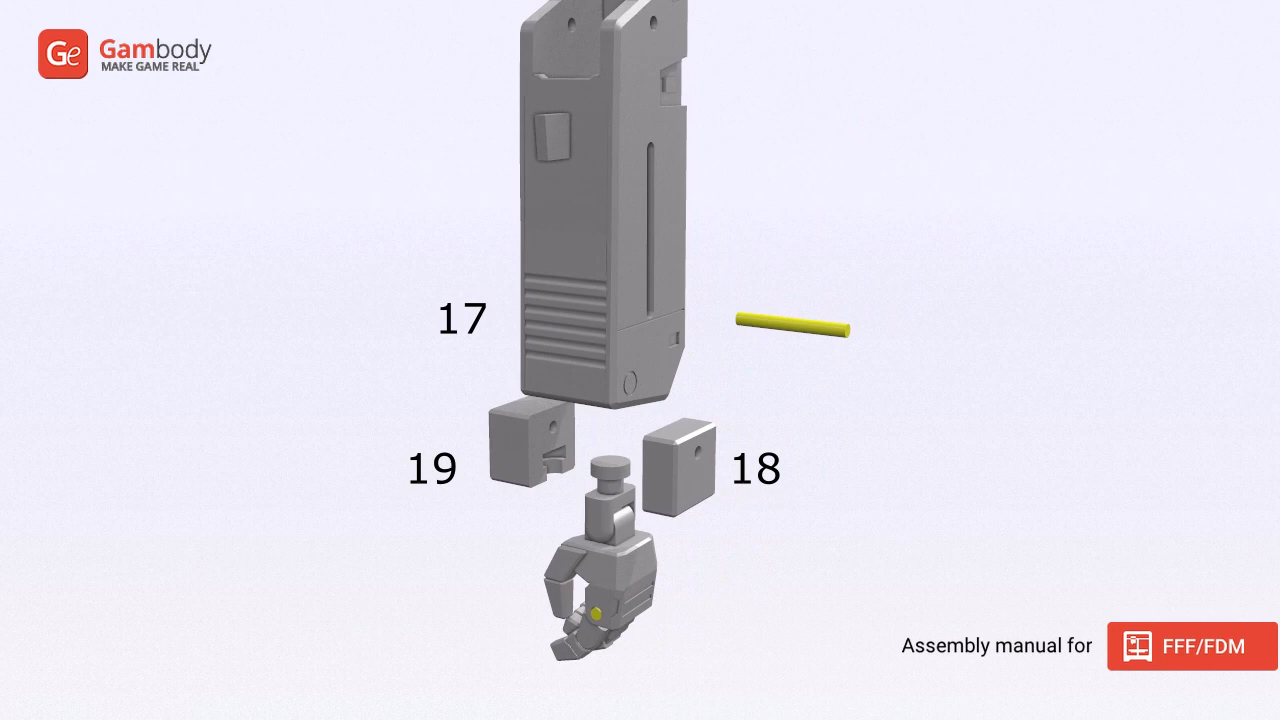 Ge
Gambody
MAKE GAME REAL
17
19
18
Assembly manual for
FFF/FDM